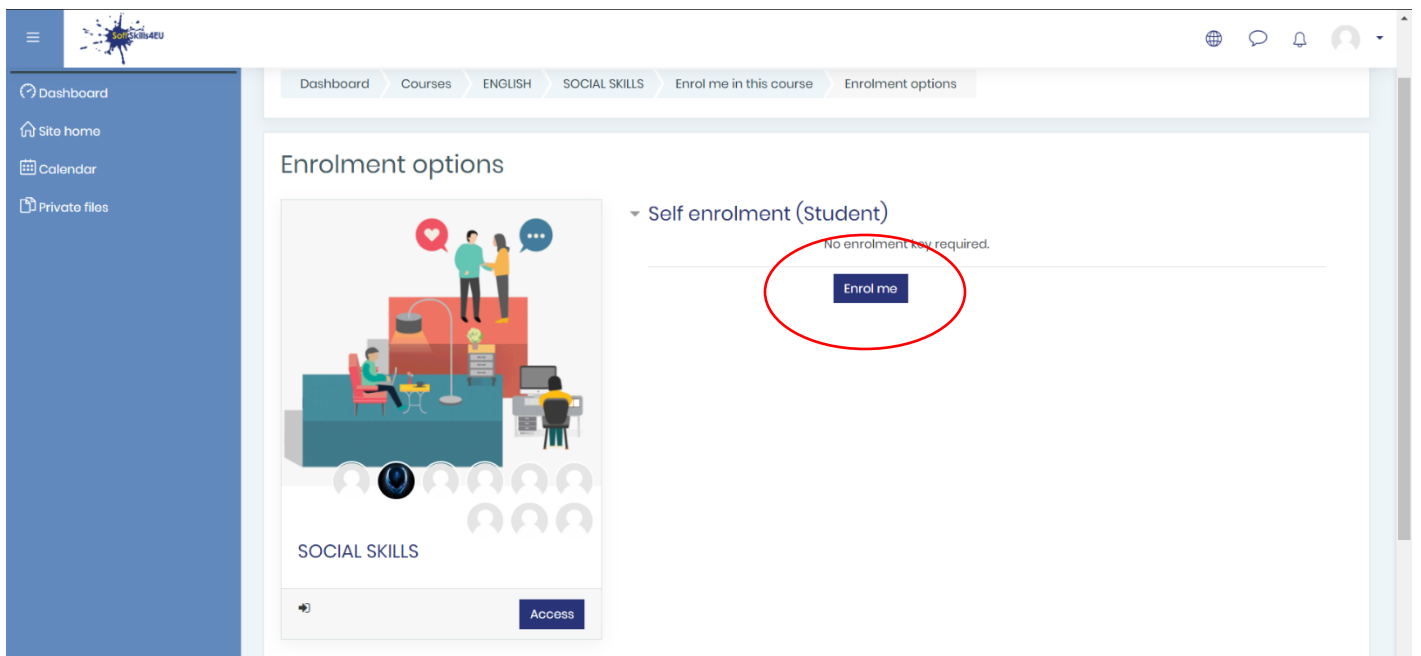 SoftSkills4EU
Dashboard Courses ENGLISH SOCIAL SKILLS Enrol me in this course Enrolment options
Dashboard
Site home
Calendar
Private files
Enrolment options
Self enrolment (Student)
No enrolment key required.
Enrol me
SOCIAL SKILLS
Access